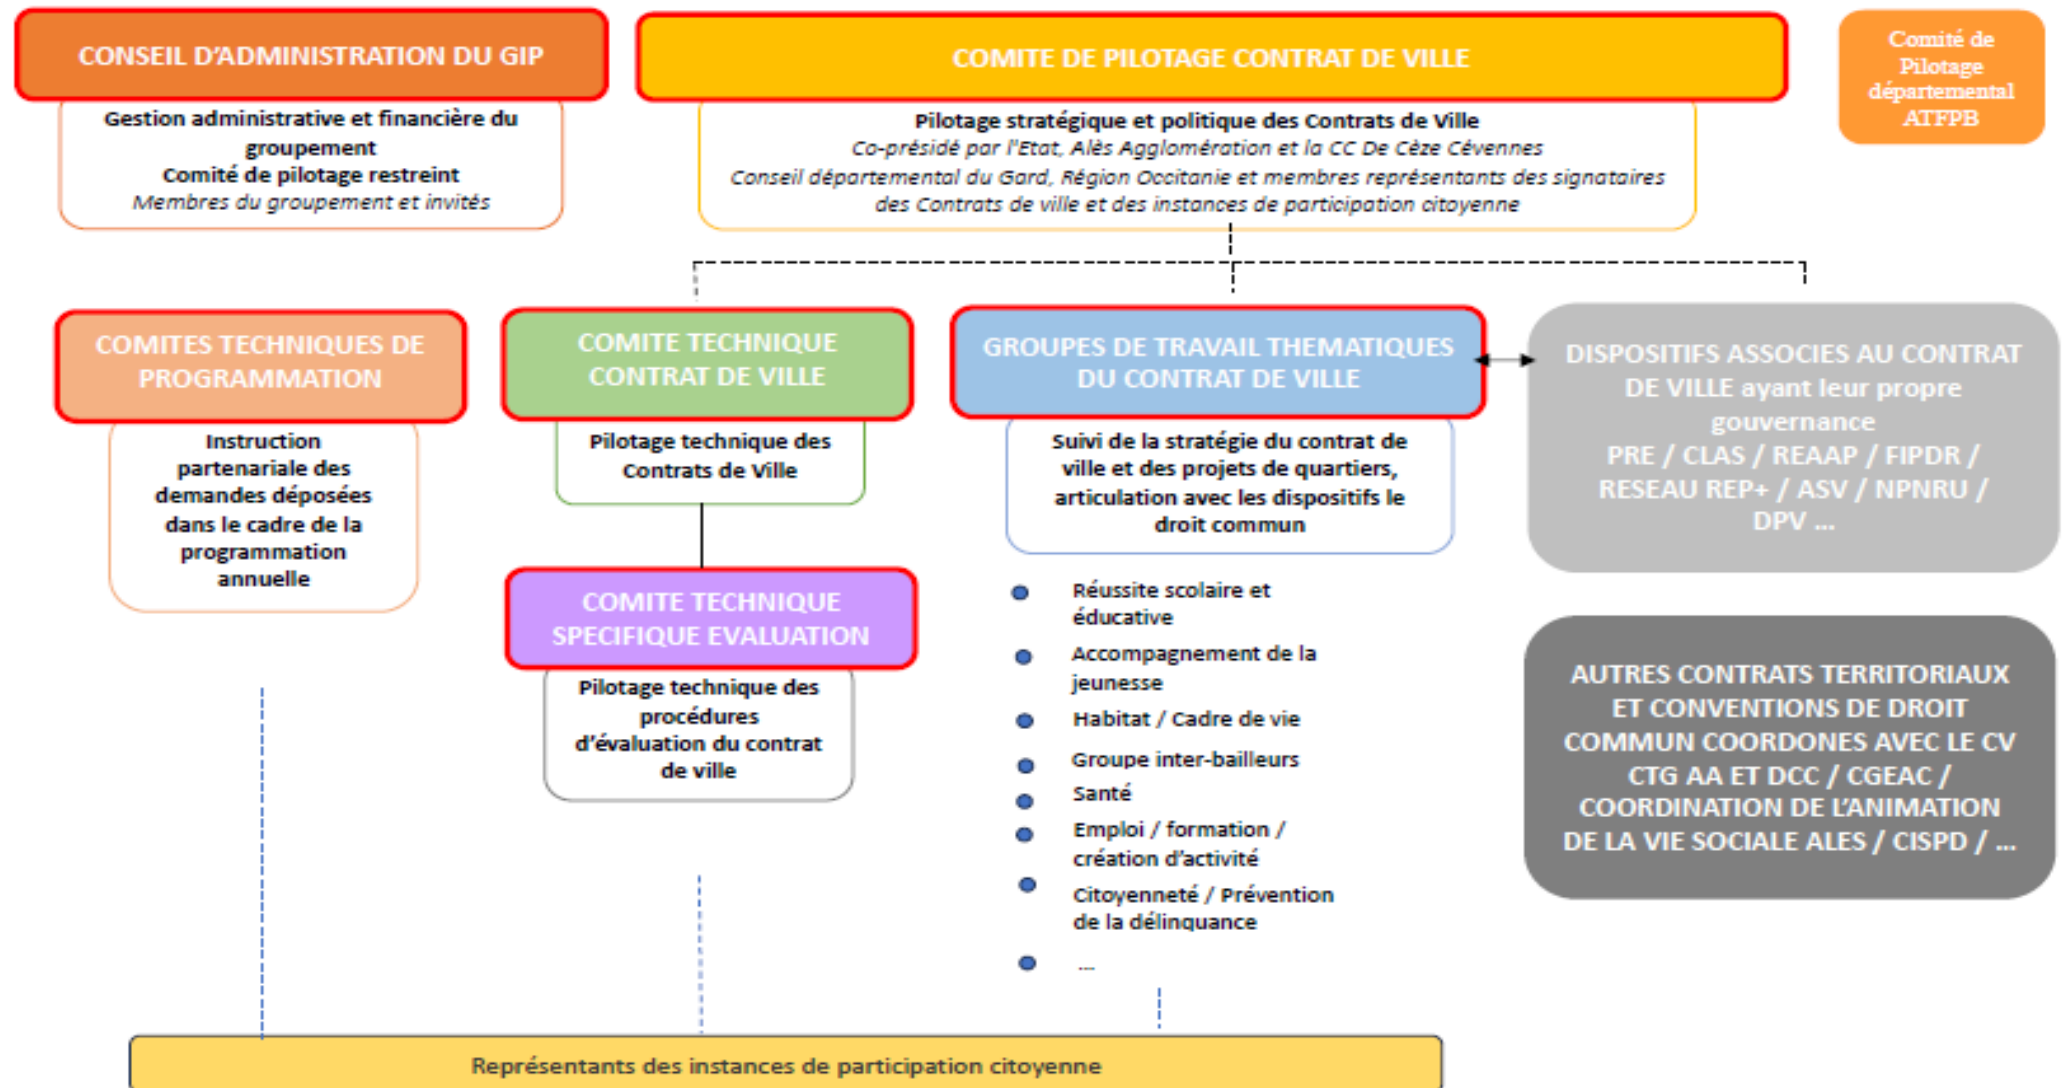 CONSEIL D'ADMINISTRATION DU GIP
Gestion administrative et financière du
groupement
Comité de pilotage restreint
Membres du groupement et invités
COMITE DE PILOTAGE CONTRAT DE VILLE
Pilotage stratégique et politique des Contrats de Ville
Co-présidé par l'Etat, Alès Agglomération et la CC De Cèze Cévennes
Conseil départemental du Gard, Région Occitanie et membres représentants des signataires
des Contrats de ville et des instances de participation citoyenne
Comité de
Pilotage
départemental
ATFPB
COMITES TECHNIQUES DE
PROGRAMMATION
Instruction
partenariale des
demandes déposées
dans le cadre de la
programmation
annuelle
COMITE TECHNIQUE
CONTRAT DE VILLE
Pilotage technique des
Contrats de Ville
COMITE TECHNIQUE
SPECIFIQUE EVALUATION
Pilotage technique des
procédures
d'évaluation du contrat
de ville
GROUPES DE TRAVAIL THEMATIQUES
DU CONTRAT DE VILLE
Suivi de la stratégie du contrat de
ville et des projets de quartiers,
articulation avec les dispositifs le
droit commun
Réussite scolaire et
éducative
Accompagnement de la
jeunesse
Habitat / Cadre de vie
Groupe inter-bailleurs
Santé
Emploi / formation /
création d'activité
Citoyenneté / Prévention
de la délinquance
...
DISPOSITIFS ASSOCIES AU CONTRAT
DE VILLE ayant leur propre
gouvernance
PRE / CLAS / REAAP / FIPDR /
RESEAU REP+ / ASV / NPNRU /
DPV ...
AUTRES CONTRATS TERRITORIAUX
ET CONVENTIONS DE DROIT
COMMUN COORDONES AVEC LE CV
CTG AA ET DCC / CGEAC /
COORDINATION DE L'ANIMATION
DE LA VIE SOCIALE ALES / CISPD / ...
Représentants des instances de participation citoyenne